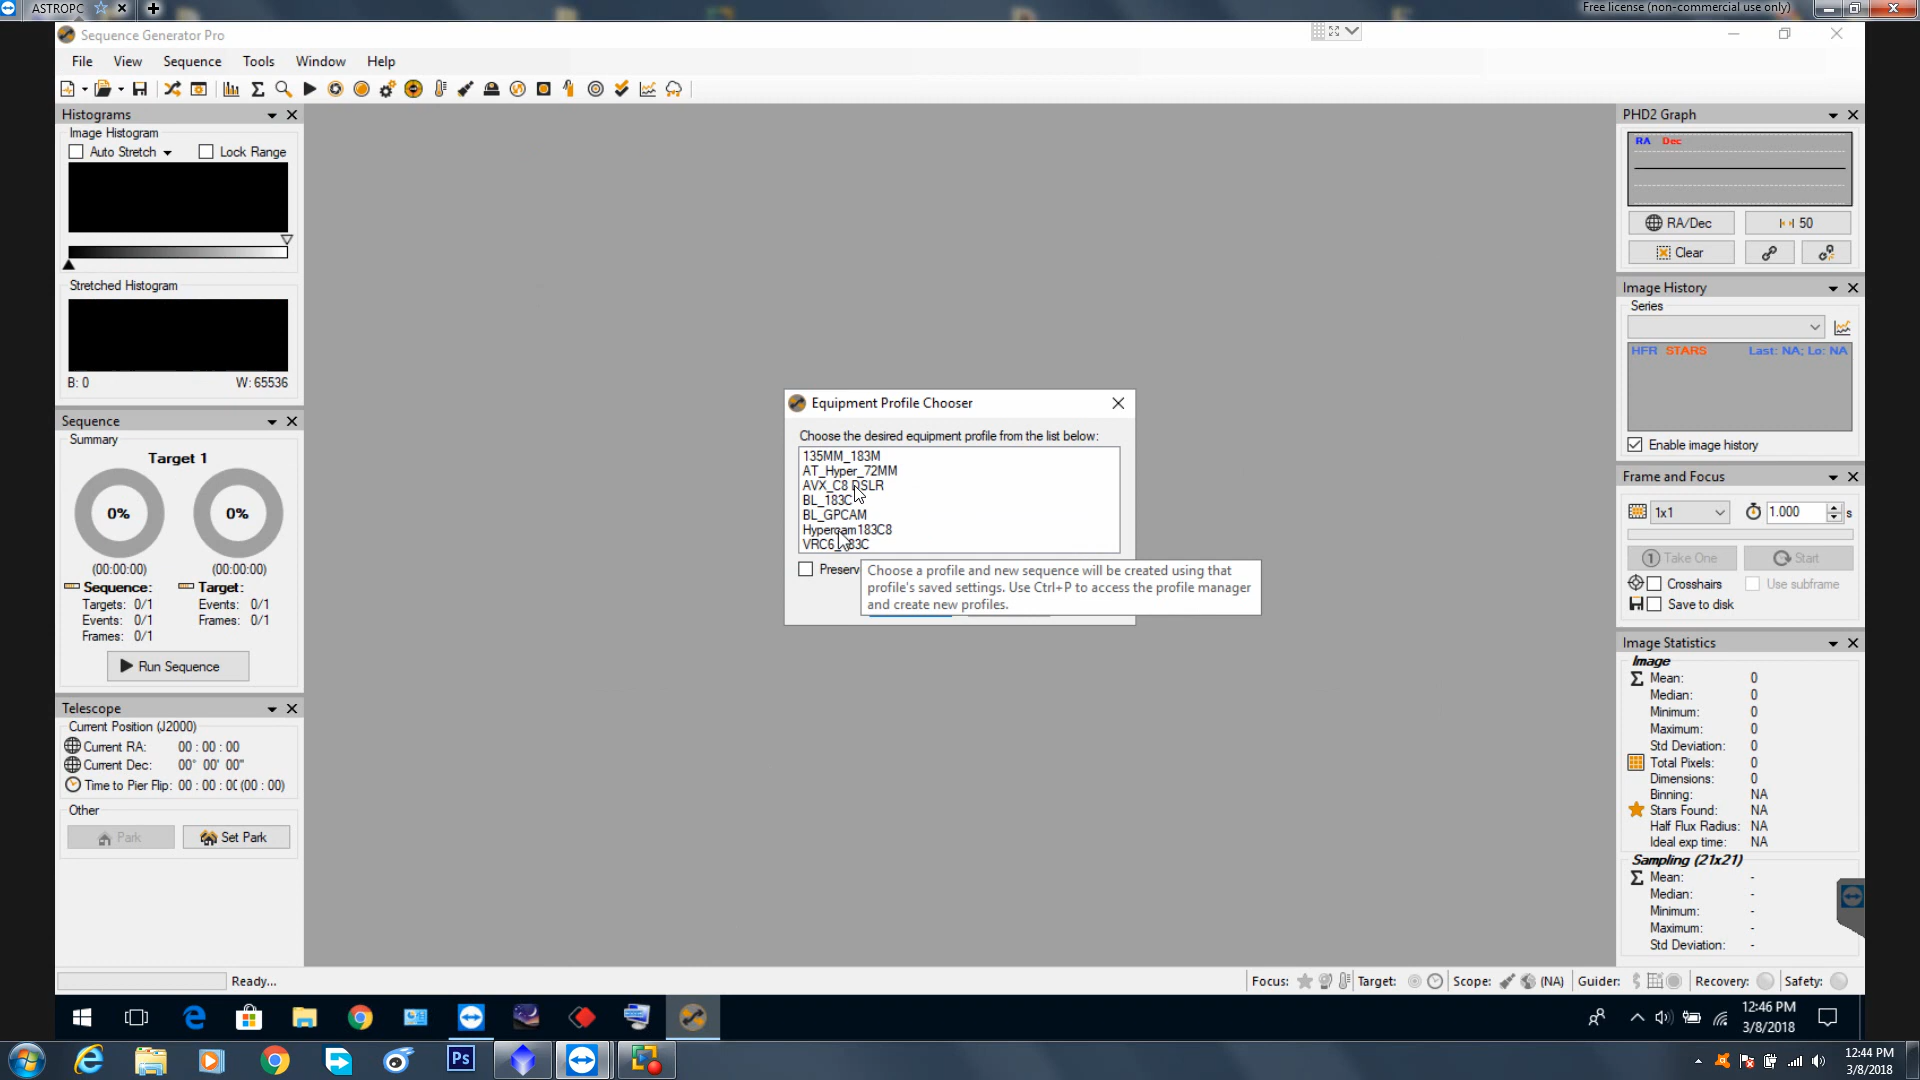 ASTROPC
Free license (non-commercial use only)
Sequence Generator Pro
File View Sequence Tools Window Help
Histograms
Image Histogram
Auto Stretch
Lock Range
Stretched Histogram
B: 0
W: 65536
Sequence
Summary
Target 1
0%
0%
(00:00:00)
(00:00:00)
Sequence:
Target:
Targets: 0/1
Events: 0/1
Events: 0/1
Frames: 0/1
Frames: 0/1
Run Sequence
Telescope
Current Position (J2000)
Current RA: 00 : 00 : 00
Current Dec: 00° 00' 00"
Time to Pier Flip: 00 : 00 : 00 (00 : 00)
Other
Park
Set Park
Equipment Profile Chooser
Choose the desired equipment profile from the list below:
135MM_183M
AT_Hyper_72MM
AVX_C8 DSLR
BL_183C
BL_GPCAM
Hypercam183C8
VRC6_183C
Preserv
Choose a profile and new sequence will be created using that
profile's saved settings. Use Ctrl+P to access the profile manager
and create new profiles.
PHD2 Graph
RA Dec
RA/Dec
50
Clear
Image History
Series
HFR STARS Last: NA; Lo: NA
Enable image history
Frame and Focus
1x1
1.000
s
Take One
Start
Crosshairs
Use subframe
Save to disk
Image Statistics
Image
Mean: 0
Median: 0
Minimum: 0
Maximum: 0
Std Deviation: 0
Total Pixels: 0
Dimensions: 0
Binning: NA
Stars Found: NA
Half Flux Radius: NA
Ideal exp time: NA
Sampling (21x21)
Mean: -
Median: -
Minimum: -
Maximum: -
Std Deviation: -
Ready...
Focus:
Target:
Scope:
(NA)
Guider:
Recovery:
Safety:
12:46 PM
3/8/2018
Ps
12:44 PM
3/8/2018